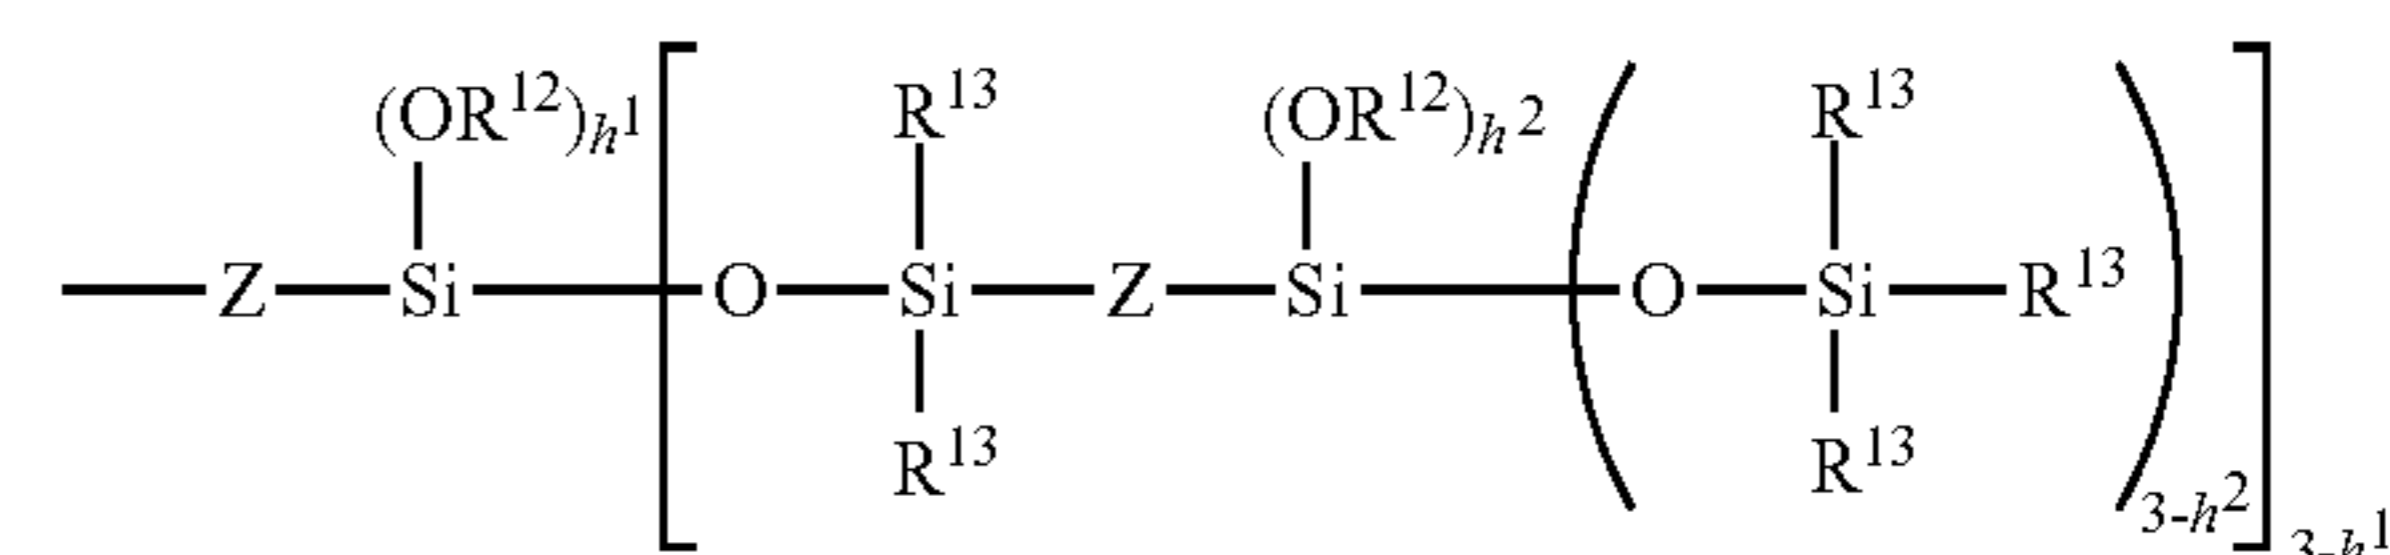 (OR¹²)ₕ1 R¹³ (OR¹²)ₕ2 R¹³
—Z—Si—[O—Si—Z—Si—(O—Si—R¹³)3-h²]3-h¹
R¹³ R¹³